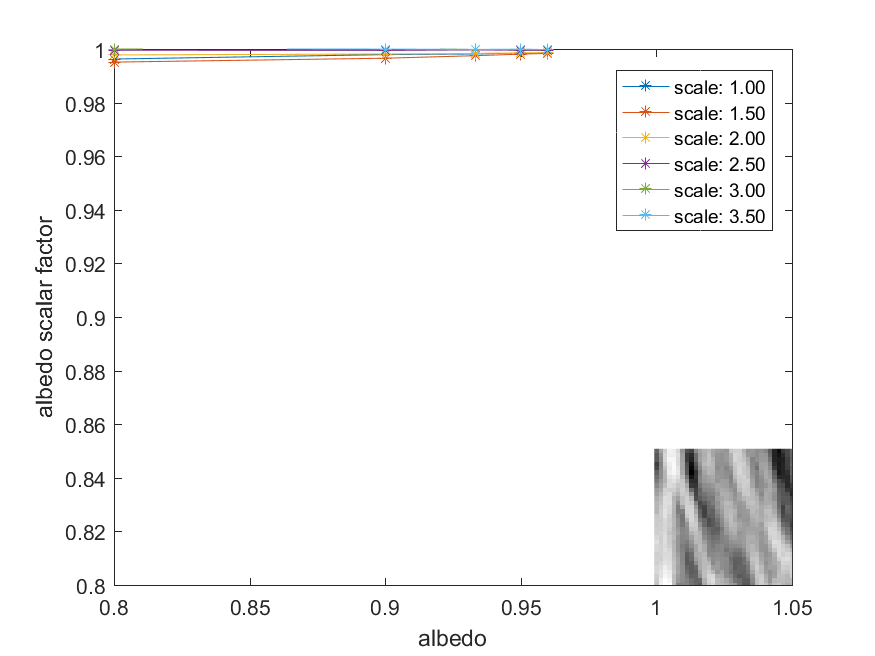 1
0.98
0.96
0.94
0.92
0.9
0.88
0.86
0.84
0.82
0.8
albedo scalar factor
scale: 1.00
scale: 1.50
scale: 2.00
scale: 2.50
scale: 3.00
scale: 3.50
0.8 0.85 0.9 0.95 1 1.05
albedo